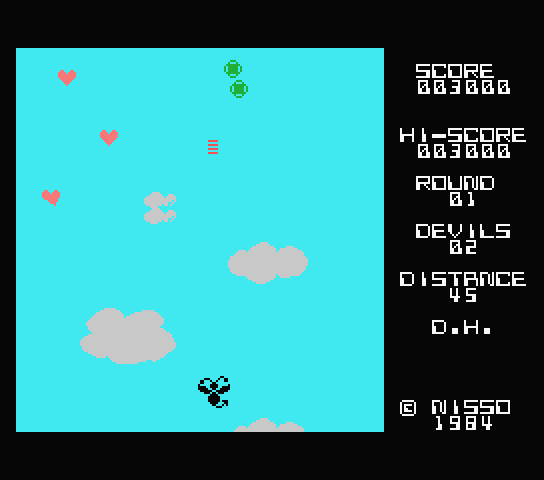 SCORE
003000
HI-SCORE
003000
ROUND
01
DEVILS
02
DISTANCE
45
D.H.
© NISSO
1984